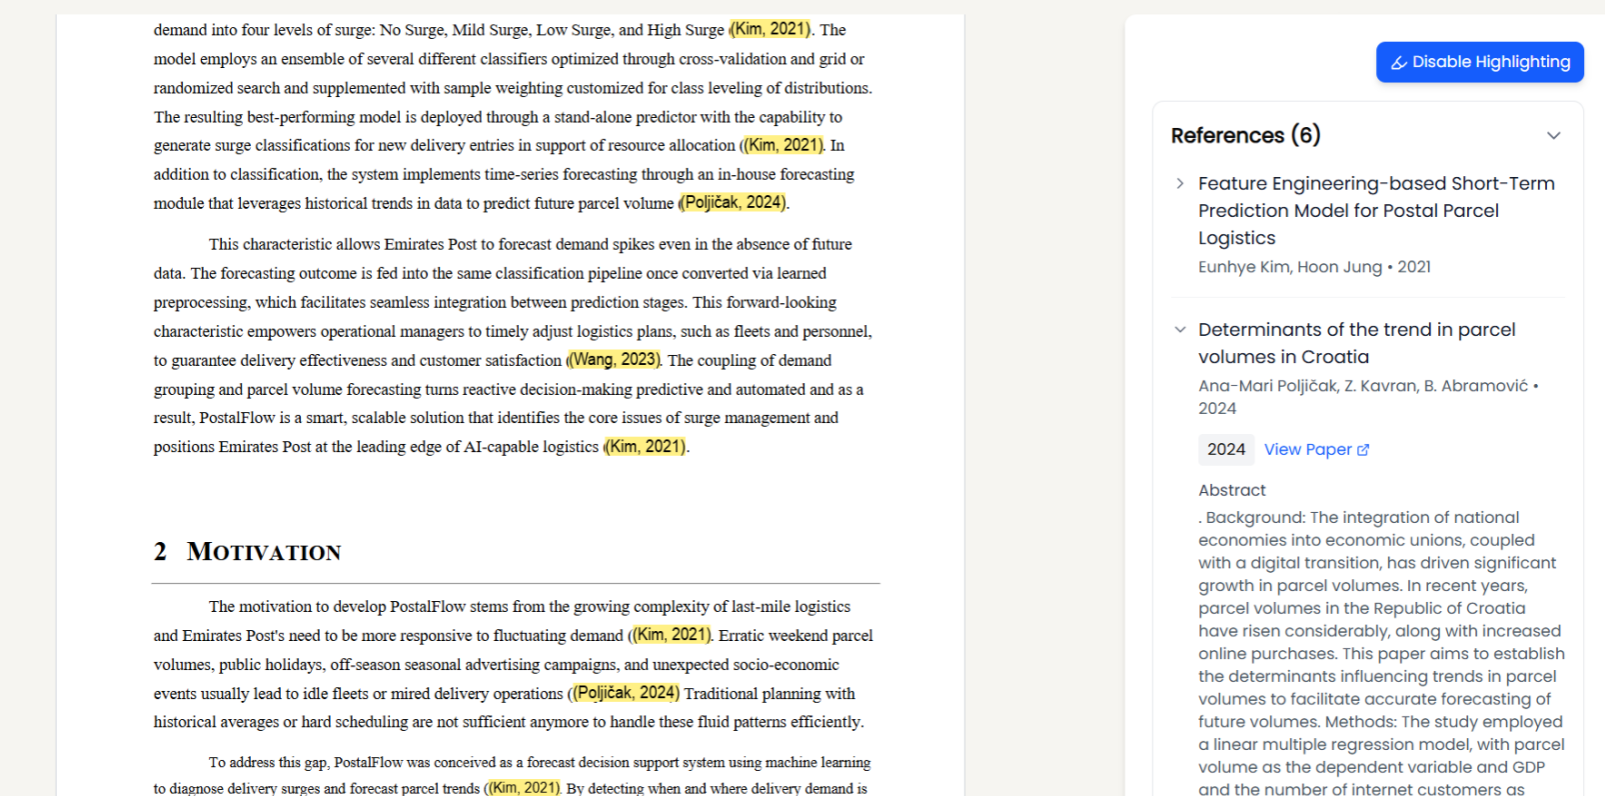 demand into four levels of surge: No Surge, Mild Surge, Low Surge, and High Surge (Kim, 2021). The
model employs an ensemble of several different classifiers optimized through cross-validation and grid or
randomized search and supplemented with sample weighting customized for class leveling of distributions.
The resulting best-performing model is deployed through a stand-alone predictor with the capability to
generate surge classifications for new delivery entries in support of resource allocation ((Kim, 2021). In
addition to classification, the system implements time-series forecasting through an in-house forecasting
module that leverages historical trends in data to predict future parcel volume ((Poljičak, 2024).
This characteristic allows Emirates Post to forecast demand spikes even in the absence of future
data. The forecasting outcome is fed into the same classification pipeline once converted via learned
preprocessing, which facilitates seamless integration between prediction stages. This forward-looking
characteristic empowers operational managers to timely adjust logistics plans, such as fleets and personnel,
to guarantee delivery effectiveness and customer satisfaction ((Wang, 2023). The coupling of demand
grouping and parcel volume forecasting turns reactive decision-making predictive and automated and as a
result, PostalFlow is a smart, scalable solution that identifies the core issues of surge management and
positions Emirates Post at the leading edge of AI-capable logistics ((Kim, 2021).
2 MOTIVATION
The motivation to develop PostalFlow stems from the growing complexity of last-mile logistics
and Emirates Post's need to be more responsive to fluctuating demand ((Kim, 2021). Erratic weekend parcel
volumes, public holidays, off-season seasonal advertising campaigns, and unexpected socio-economic
events usually lead to idle fleets or mired delivery operations ((Poljičak, 2024) Traditional planning with
historical averages or hard scheduling are not sufficient anymore to handle these fluid patterns efficiently.
To address this gap, PostalFlow was conceived as a forecast decision support system using machine learning
to diagnose delivery surges and forecast parcel trends ((Kim, 2021). By detecting when and where delivery demand is
Disable Highlighting
References (6)
Feature Engineering-based Short-Term
Prediction Model for Postal Parcel
Logistics
Eunhye Kim, Hoon Jung • 2021
Determinants of the trend in parcel
volumes in Croatia
Ana-Mari Poljičak, Z. Kavran, B. Abramović •
2024
2024 View Paper
Abstract
. Background: The integration of national
economies into economic unions, coupled
with a digital transition, has driven significant
growth in parcel volumes. In recent years,
parcel volumes in the Republic of Croatia
have risen considerably, along with increased
online purchases. This paper aims to establish
the determinants influencing trends in parcel
volumes to facilitate accurate forecasting of
future volumes. Methods: The study employed
a linear multiple regression model, with parcel
volume as the dependent variable and GDP
and the number of internet customers as